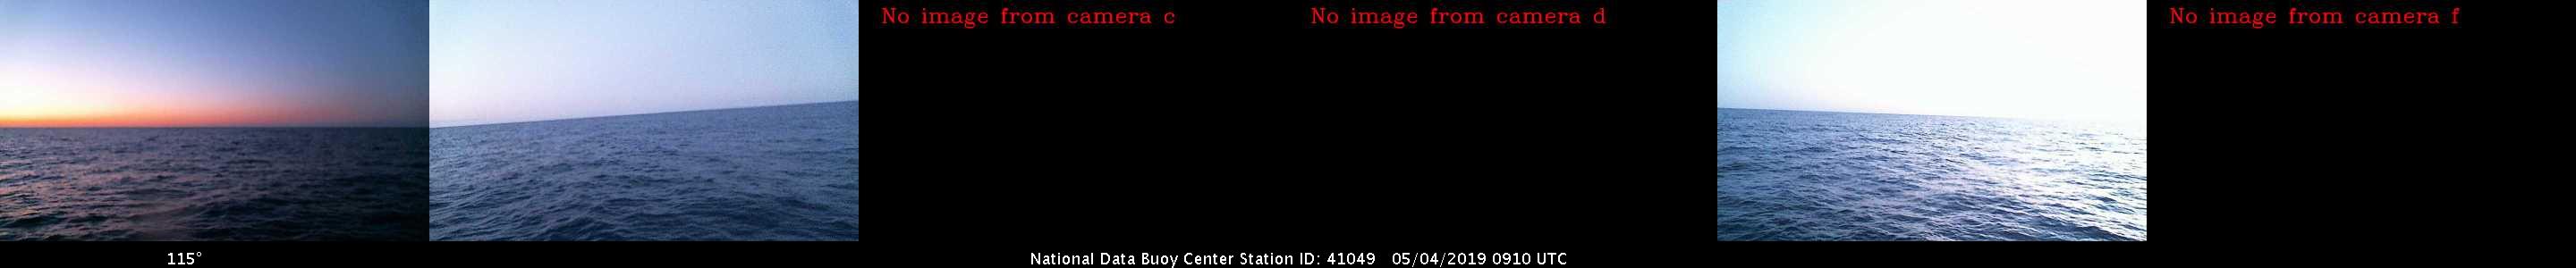 No image from camera c
No image from camera d
No image from camera f
115°
National Data Buoy Center Station ID: 41049 05/04/2019 0910 UTC